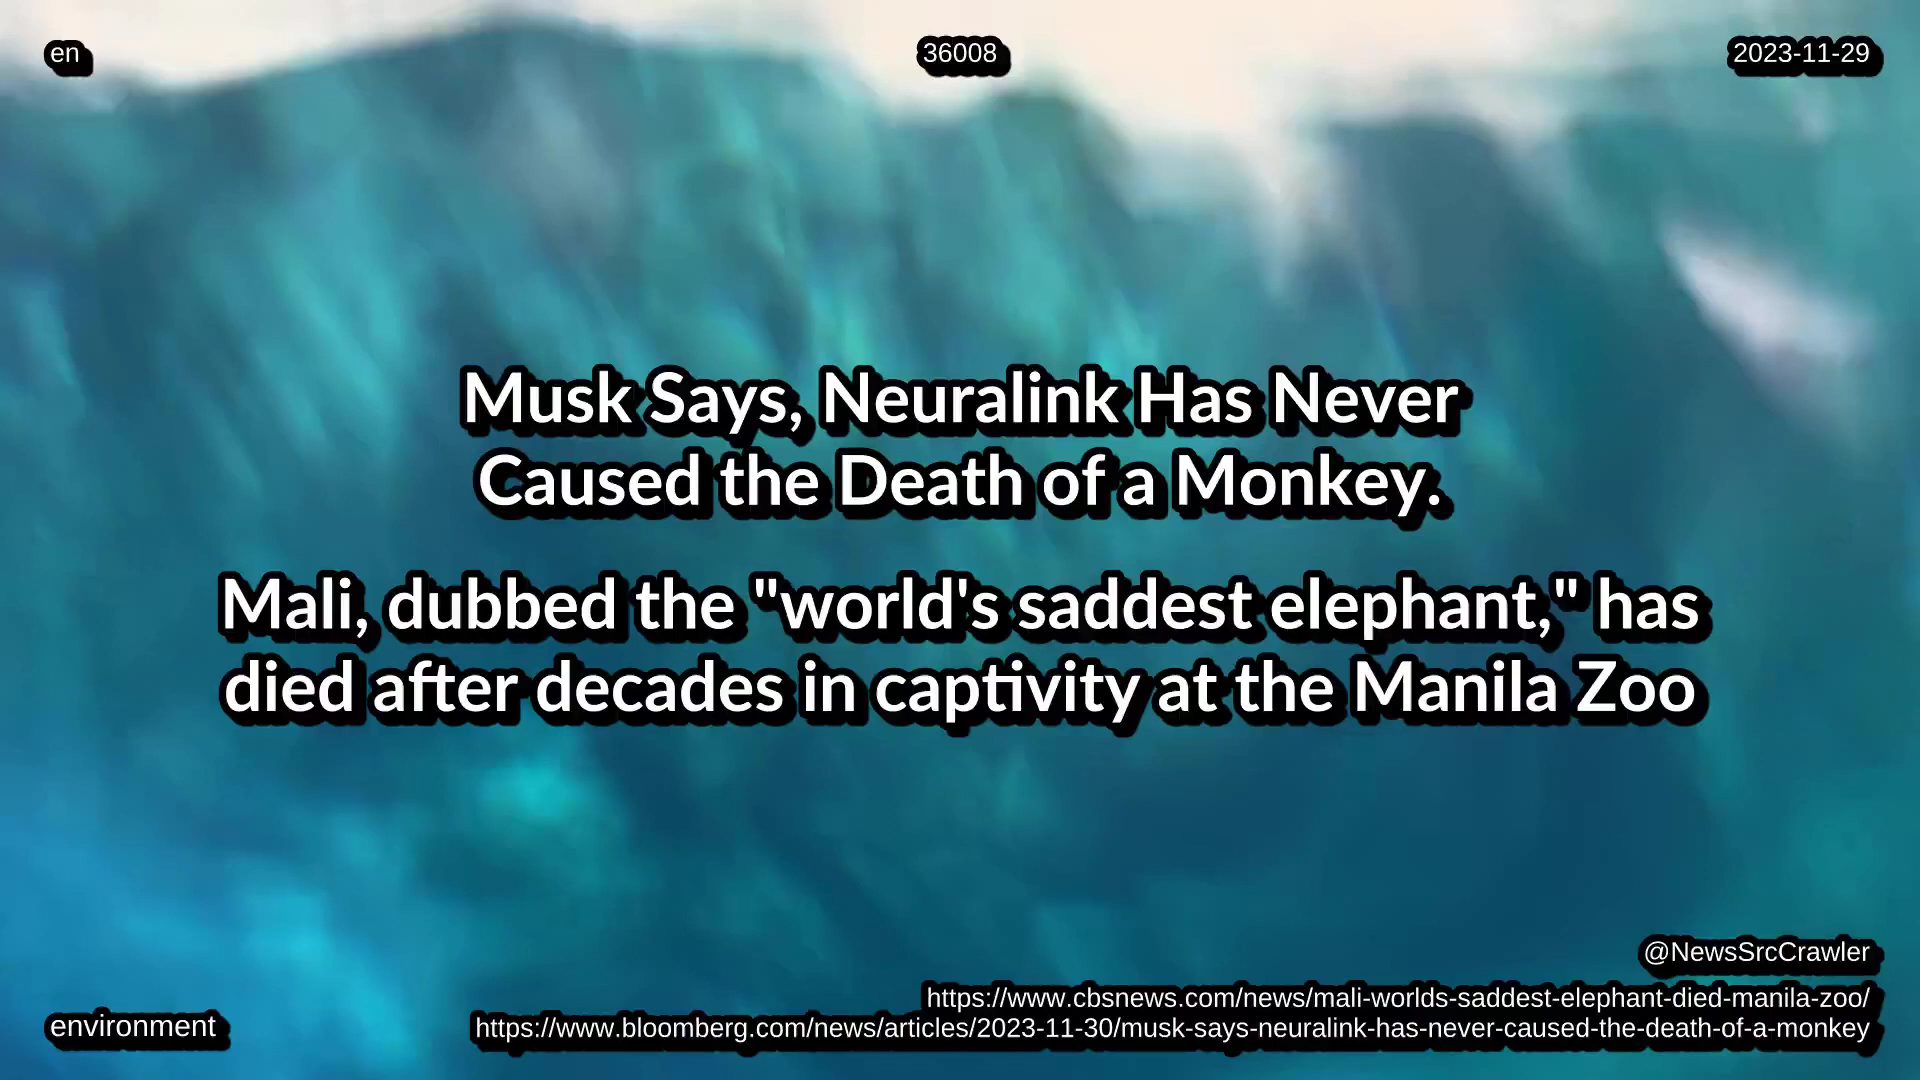 en
36008
2023-11-29
Musk Says, Neuralink Has Never
Caused the Death of a Monkey.
Mali, dubbed the "world's saddest elephant," has
died after decades in captivity at the Manila Zoo
@NewsSrcCrawler
https://www.cbsnews.com/news/mali-worlds-saddest-elephant-died-manila-zoo/
environment
https://www.bloomberg.com/news/articles/2023-11-30/musk-says-neuralink-has-never-caused-the-death-of-a-monkey